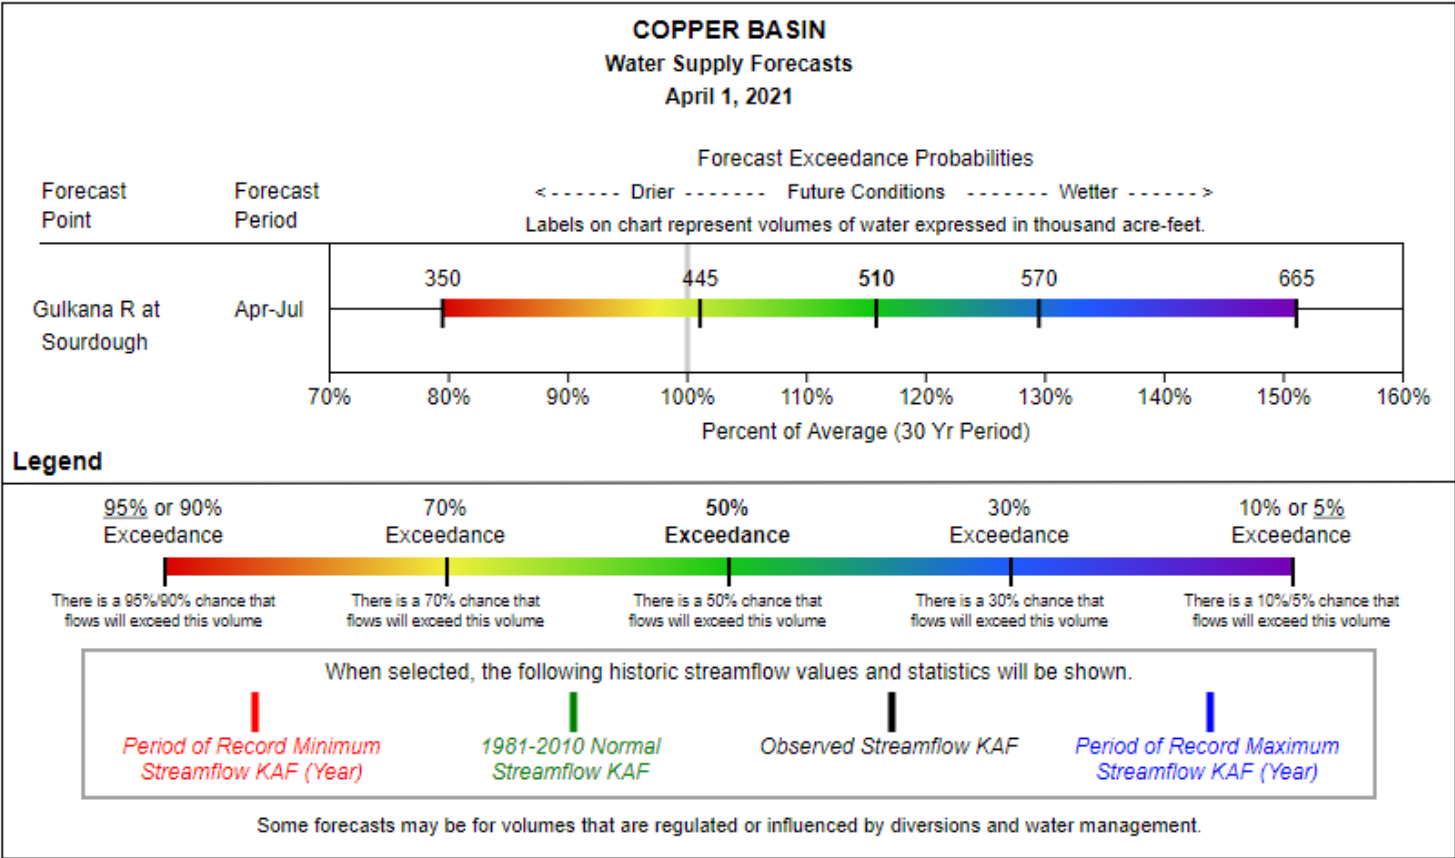 COPPER BASIN
Water Supply Forecasts
April 1, 2021
Forecast Exceedance Probabilities
Forecast Point
Forecast Period
< - - - - - - Drier - - - - - - - Future Conditions - - - - - - - Wetter - - - - - - >
Labels on chart represent volumes of water expressed in thousand acre-feet.
350 445 510 570 665
Gulkana R at Sourdough
Apr-Jul
70% 80% 90% 100% 110% 120% 130% 140% 150% 160%
Percent of Average (30 Yr Period)
Legend
95% or 90% Exceedance
70% Exceedance
50% Exceedance
30% Exceedance
10% or 5% Exceedance
There is a 95%/90% chance that flows will exceed this volume
There is a 70% chance that flows will exceed this volume
There is a 50% chance that flows will exceed this volume
There is a 30% chance that flows will exceed this volume
There is a 10%/5% chance that flows will exceed this volume
When selected, the following historic streamflow values and statistics will be shown.
Period of Record Minimum Streamflow KAF (Year)
1981-2010 Normal Streamflow KAF
Observed Streamflow KAF
Period of Record Maximum Streamflow KAF (Year)
Some forecasts may be for volumes that are regulated or influenced by diversions and water management.